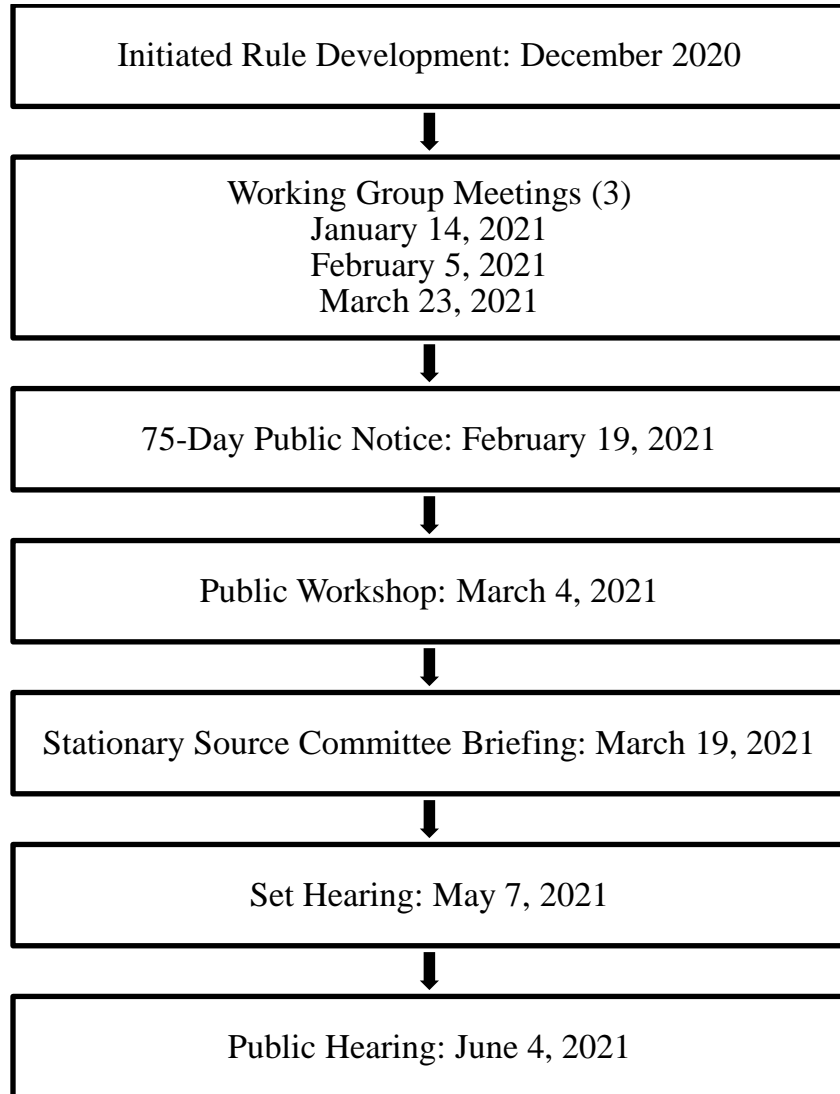 Initiated Rule Development: December 2020
Working Group Meetings (3)
January 14, 2021
February 5, 2021
March 23, 2021
75-Day Public Notice: February 19, 2021
Public Workshop: March 4, 2021
Stationary Source Committee Briefing: March 19, 2021
Set Hearing: May 7, 2021
Public Hearing: June 4, 2021